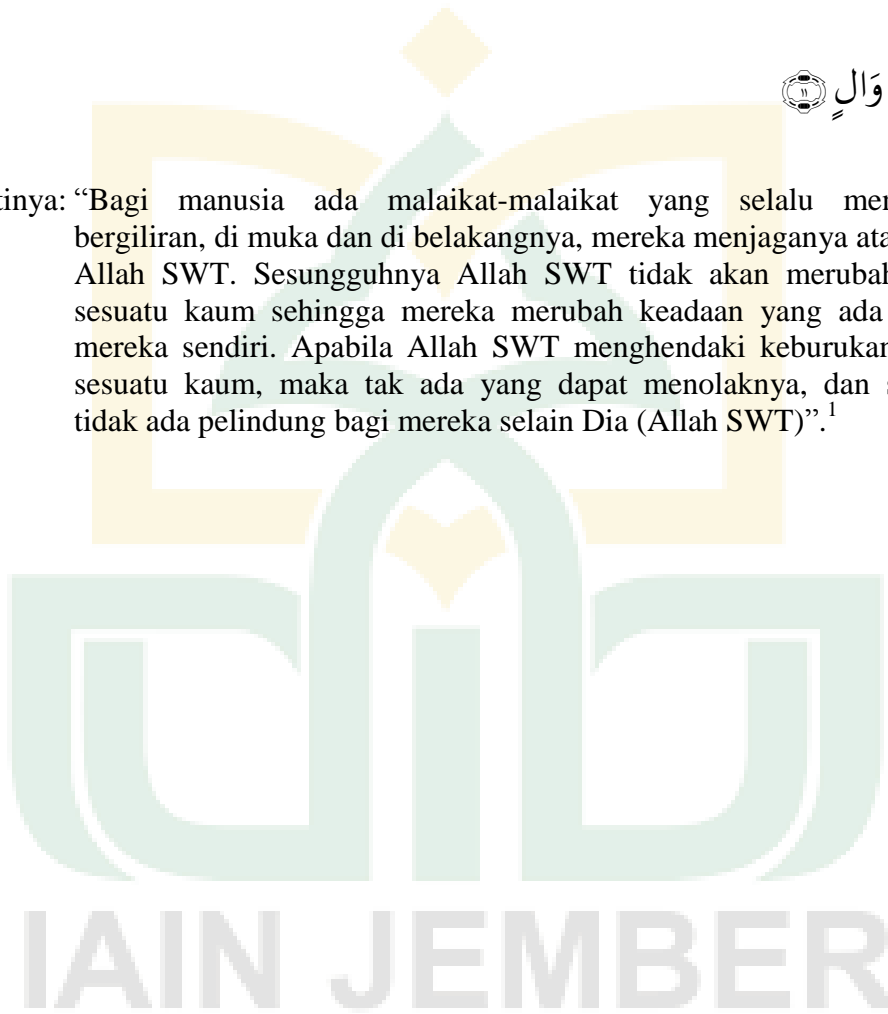 وَالٍ ۝١١
tinya: “Bagi manusia ada malaikat-malaikat yang selalu men
bergiliran, di muka dan di belakangnya, mereka menjaganya ata
Allah SWT. Sesungguhnya Allah SWT tidak akan merubah
sesuatu kaum sehingga mereka merubah keadaan yang ada
mereka sendiri. Apabila Allah SWT menghendaki keburukan
sesuatu kaum, maka tak ada yang dapat menolaknya, dan s
tidak ada pelindung bagi mereka selain Dia (Allah SWT)”.¹
IAIN JEMBER